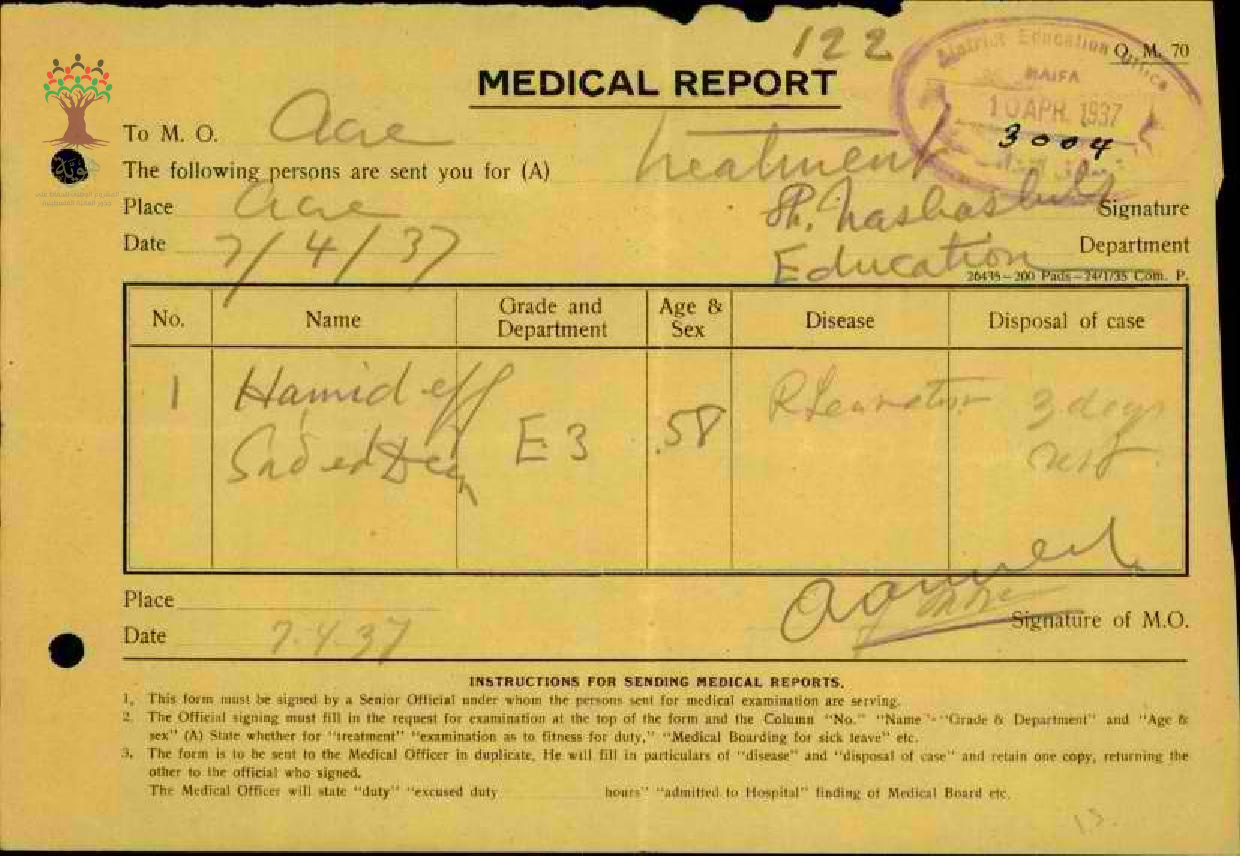 122
Q. M. 70
MEDICAL REPORT
District Education Office
HAIFA
10 APR. 1937
3004
To M. O. Acre
The following persons are sent you for (A) treatment
Place Acre
Signature
Date 7/4/37
Education Department
26435—200 Pads—24/1/35 Com. P.
No. Name Grade and Department Age & Sex Disease Disposal of case
1 Hamid eff E 3 58 3 days
rest
Place
Date 7.4.37
Signature of M.O.
INSTRUCTIONS FOR SENDING MEDICAL REPORTS.
1. This form must be signed by a Senior Official under whom the persons sent for medical examination are serving.
2. The Official signing must fill in the request for examination at the top of the form and the Column "No." "Name"- "Grade & Department" and "Age &
sex" (A) State whether for "treatment" "examination as to fitness for duty," "Medical Boarding for sick leave" etc.
3. The form is to be sent to the Medical Officer in duplicate. He will fill in particulars of "disease" and "disposal of case" and retain one copy, returning the
other to the official who signed.
The Medical Officer will state "duty" "excused duty hours" "admitted to Hospital" finding of Medical Board etc.